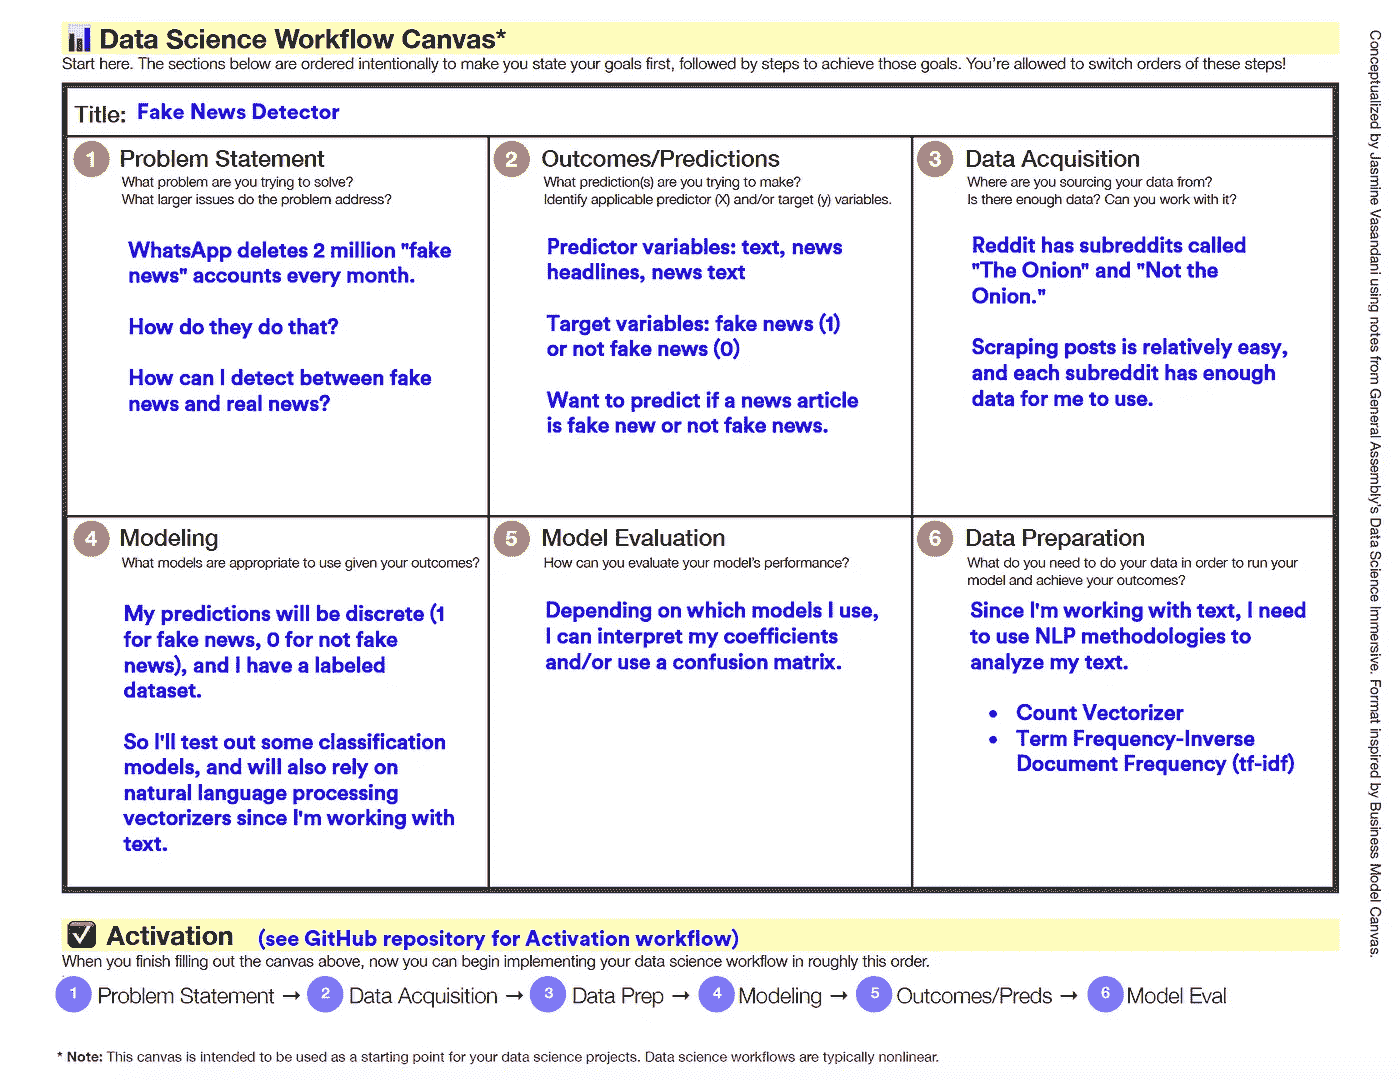 Data Science Workflow Canvas*
Start here. The sections below are ordered intentionally to make you state your goals first, followed by steps to achieve those goals. You're allowed to switch orders of these steps!
Title: Fake News Detector
1 Problem Statement
What problem are you trying to solve?
What larger issues do the problem address?
WhatsApp deletes 2 million "fake
news" accounts every month.
How do they do that?
How can I detect between fake
news and real news?
2 Outcomes/Predictions
What prediction(s) are you trying to make?
Identify applicable predictor (X) and/or target (y) variables.
Predictor variables: text, news
headlines, news text
Target variables: fake news (1)
or not fake news (0)
Want to predict if a news article
is fake new or not fake news.
3 Data Acquisition
Where are you sourcing your data from?
Is there enough data? Can you work with it?
Reddit has subreddits called
"The Onion" and "Not the
Onion."
Scraping posts is relatively easy,
and each subreddit has enough
data for me to use.
4 Modeling
What models are appropriate to use given your outcomes?
My predictions will be discrete (1
for fake news, 0 for not fake
news), and I have a labeled
dataset.
So I'll test out some classification
models, and will also rely on
natural language processing
vectorizers since I'm working with
text.
5 Model Evaluation
How can you evaluate your model's performance?
Depending on which models I use,
I can interpret my coefficients
and/or use a confusion matrix.
6 Data Preparation
What do you need to do your data in order to run your
model and achieve your outcomes?
Since I'm working with text, I need
to use NLP methodologies to
analyze my text.
• Count Vectorizer
• Term Frequency-Inverse
Document Frequency (tf-idf)
Activation (see GitHub repository for Activation workflow)
When you finish filling out the canvas above, now you can begin implementing your data science workflow in roughly this order.
1 Problem Statement → 2 Data Acquisition → 3 Data Prep → 4 Modeling → 5 Outcomes/Preds → 6 Model Eval
* Note: This canvas is intended to be used as a starting point for your data science projects. Data science workflows are typically nonlinear.
Conceptualized by Jasmine Vasandani using notes from General Assembly's Data Science Immersive. Format inspired by Business Model Canvas.